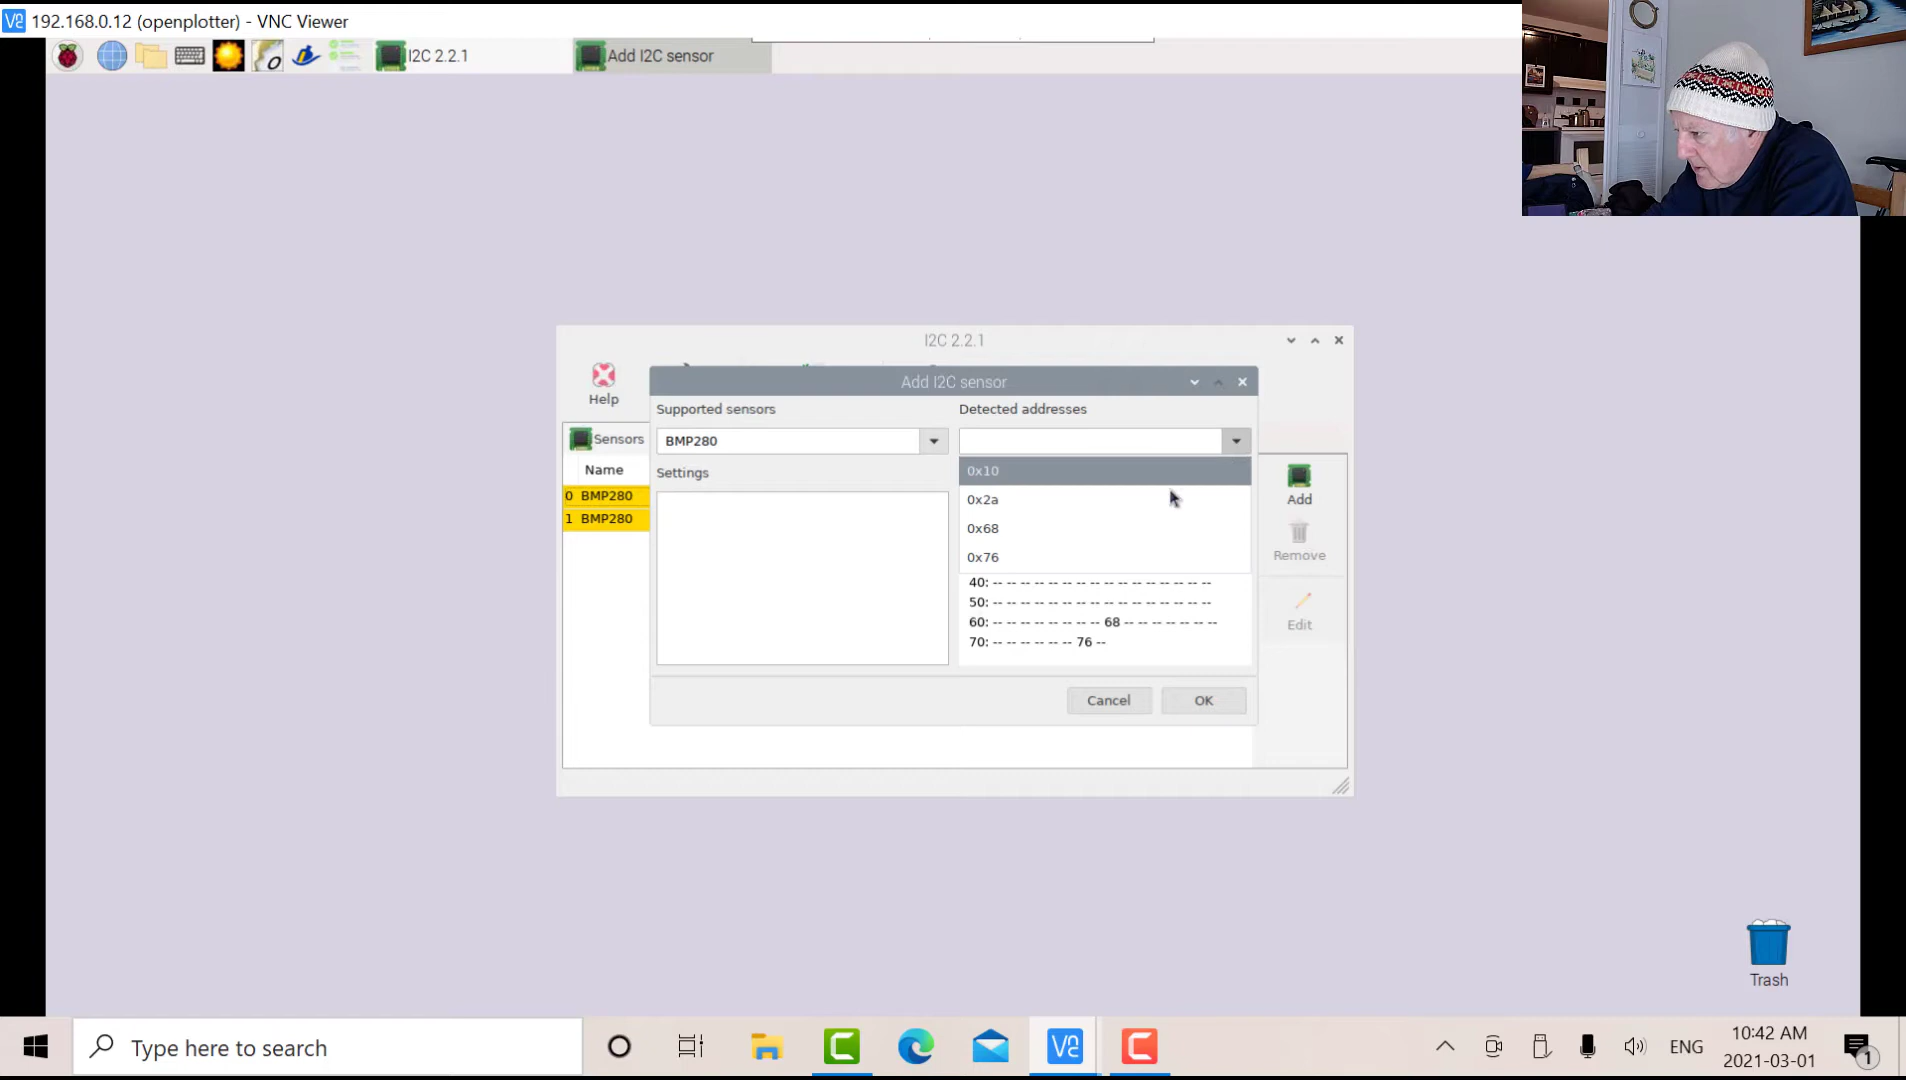 192.168.0.12 (openplotter) - VNC Viewer
I2C 2.2.1
Add I2C sensor
I2C 2.2.1
Help
Add I2C sensor
Supported sensors
Detected addresses
Sensors
BMP280
Name
Settings
0x10
0 BMP280
0x2a
Add
1 BMP280
0x68
0x76
Remove
40: -- -- -- -- -- -- -- -- -- -- -- -- -- -- -- --
50: -- -- -- -- -- -- -- -- -- -- -- -- -- -- -- --
60: -- -- -- -- -- -- -- -- 68 -- -- -- -- -- -- --
Edit
70: -- -- -- -- -- -- 76 --
Cancel
OK
Trash
Type here to search
ENG
10:42 AM
2021-03-01
1